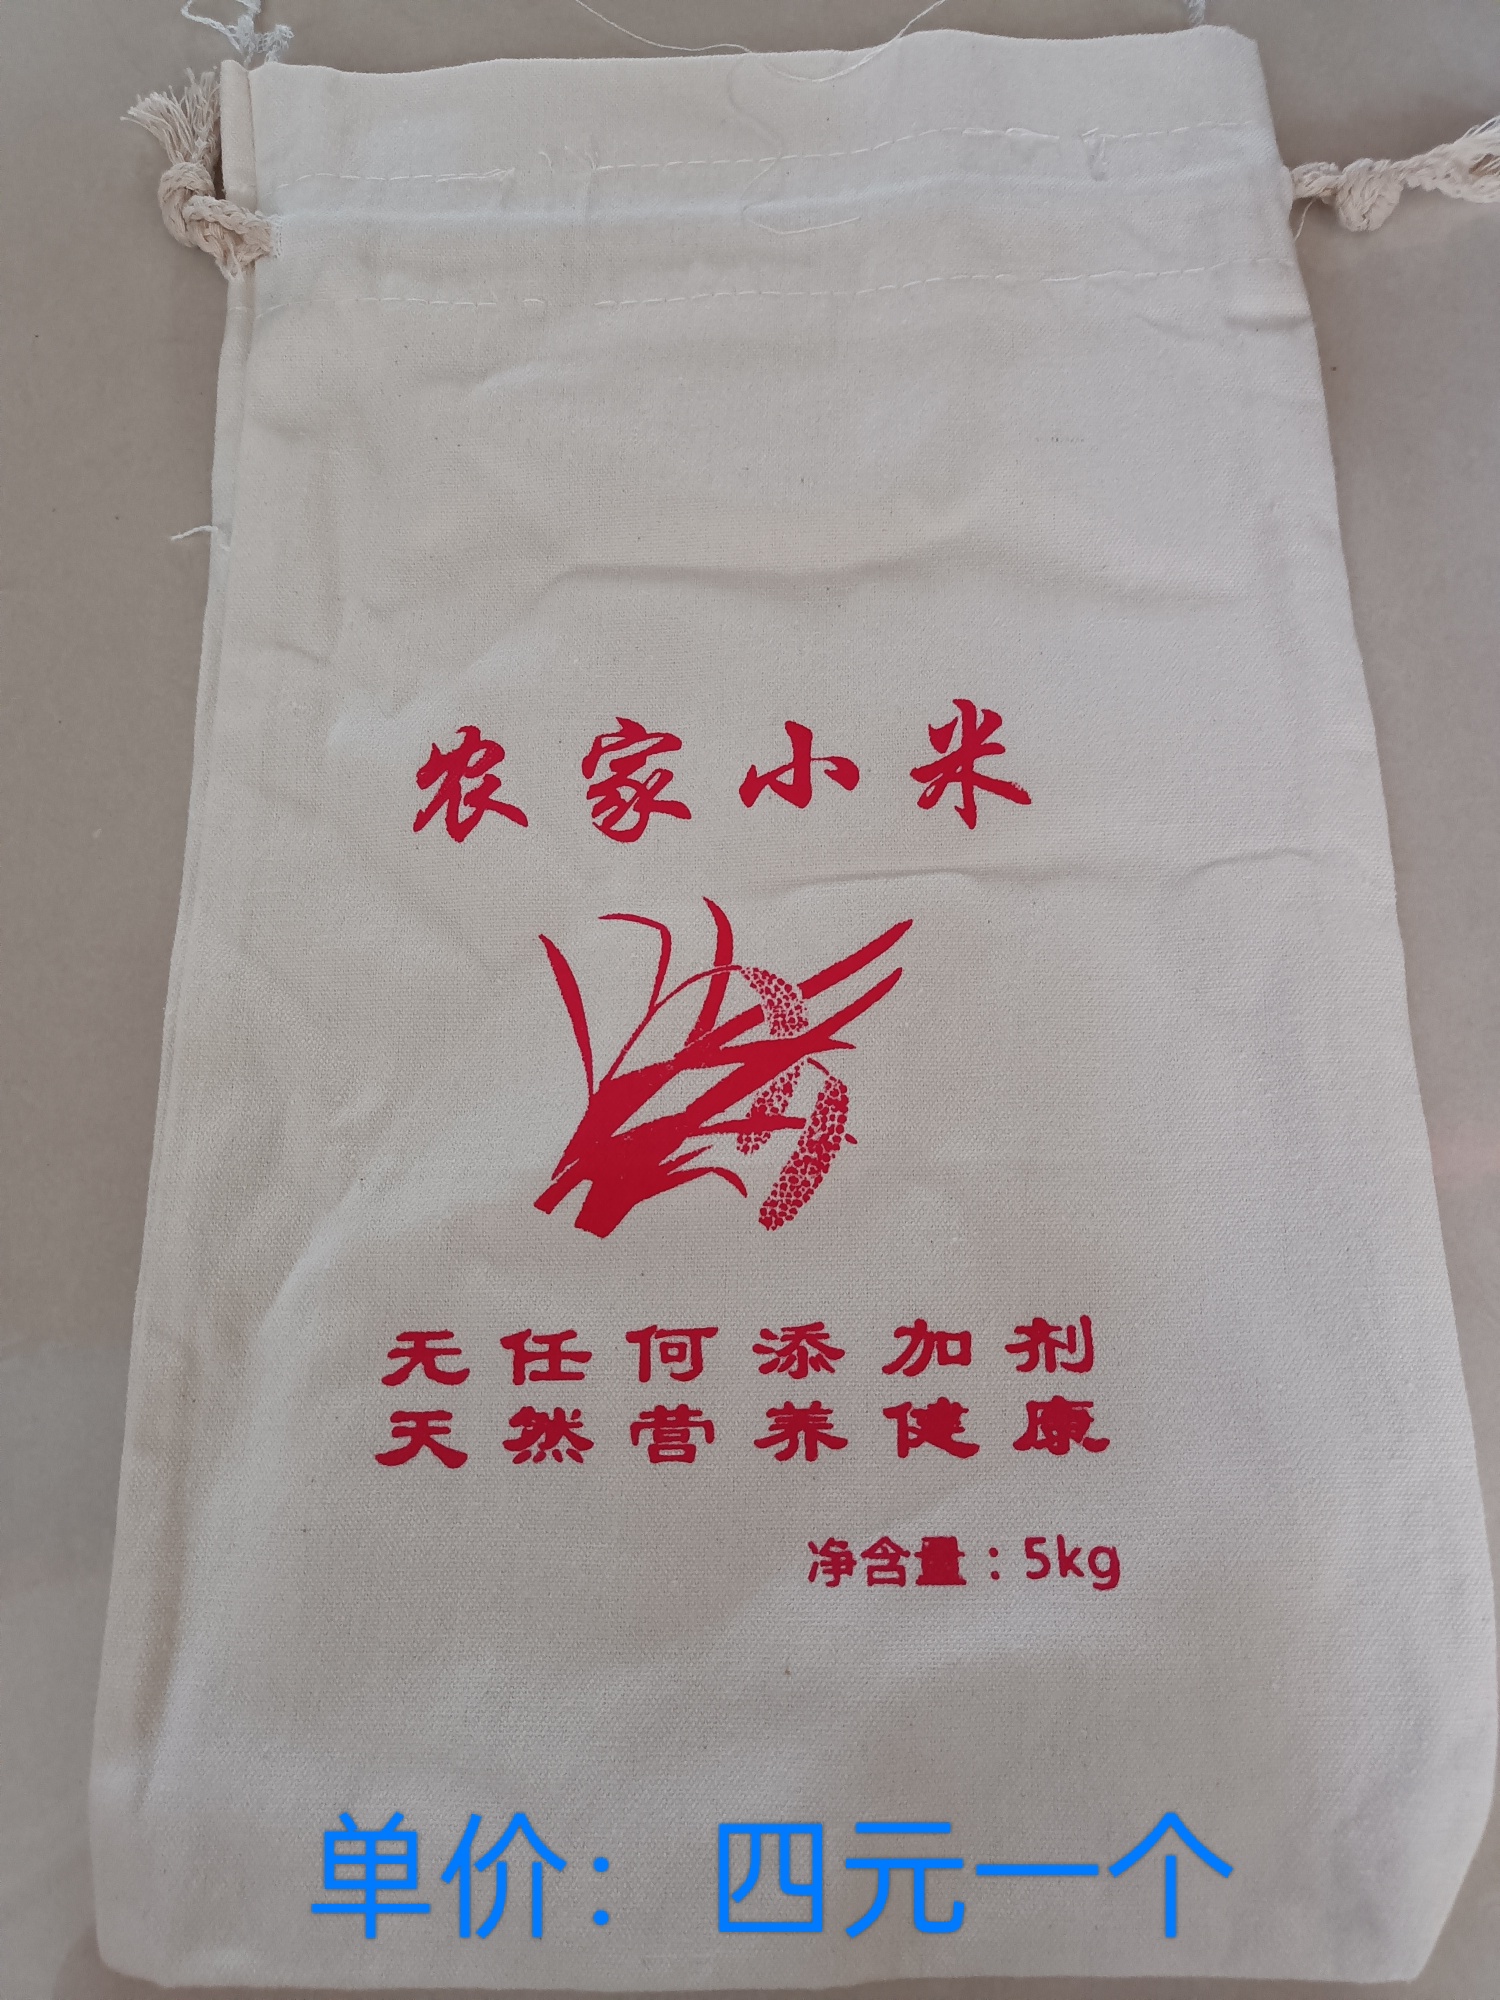 农家小米
无任何添加剂
天然营养健康
净含量：5kg
单价：四元一个